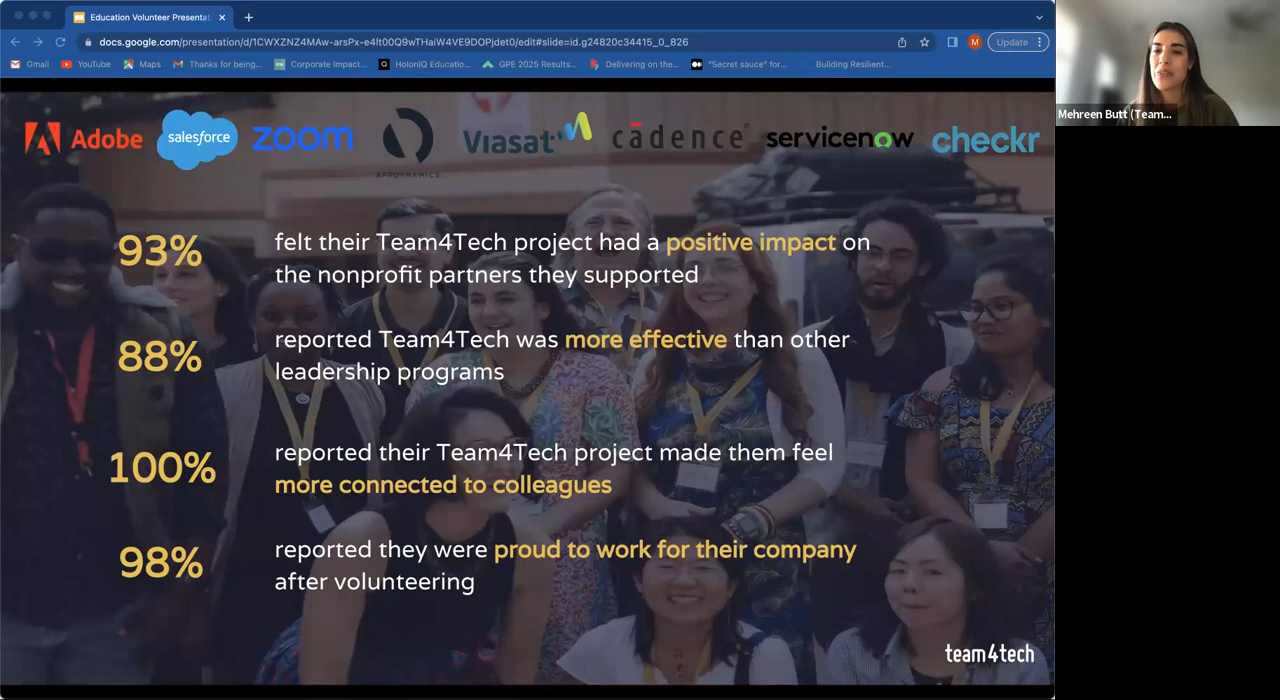 Education Volunteer Presentat
docs.google.com/presentation/d/1CWXZNZ4MAw-arsPx-e4lt00Q9wTHaiW4VE9DOPjdet0/edit#slide=id.g24820c34415_0_826
M
Update
Gmail
YouTube
Maps
Thanks for being...
Corporate Impact...
HolonIQ Educatio...
GPE 2025 Results...
Delivering on the...
"Secret sauce" for...
Building Resilient...
Mehreen Butt (Team...
Adobe
salesforce
zoom
APPDYNAMICS
Viasat
cādence
servicenow
checkr
93%
felt their Team4Tech project had a positive impact on
the nonprofit partners they supported
88%
reported Team4Tech was more effective than other
leadership programs
100%
reported their Team4Tech project made them feel
more connected to colleagues
98%
reported they were proud to work for their company
after volunteering
team4tech